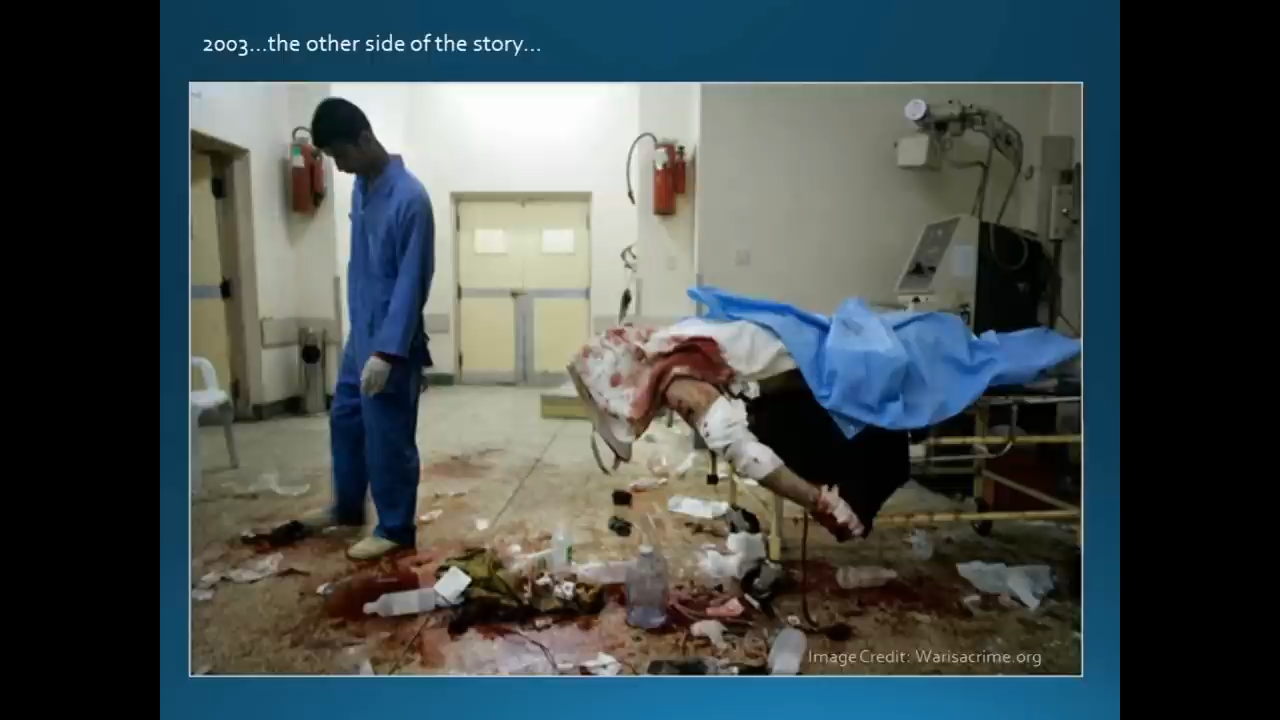 2003...the other side of the story...
Image Credit: Warisacrime.org